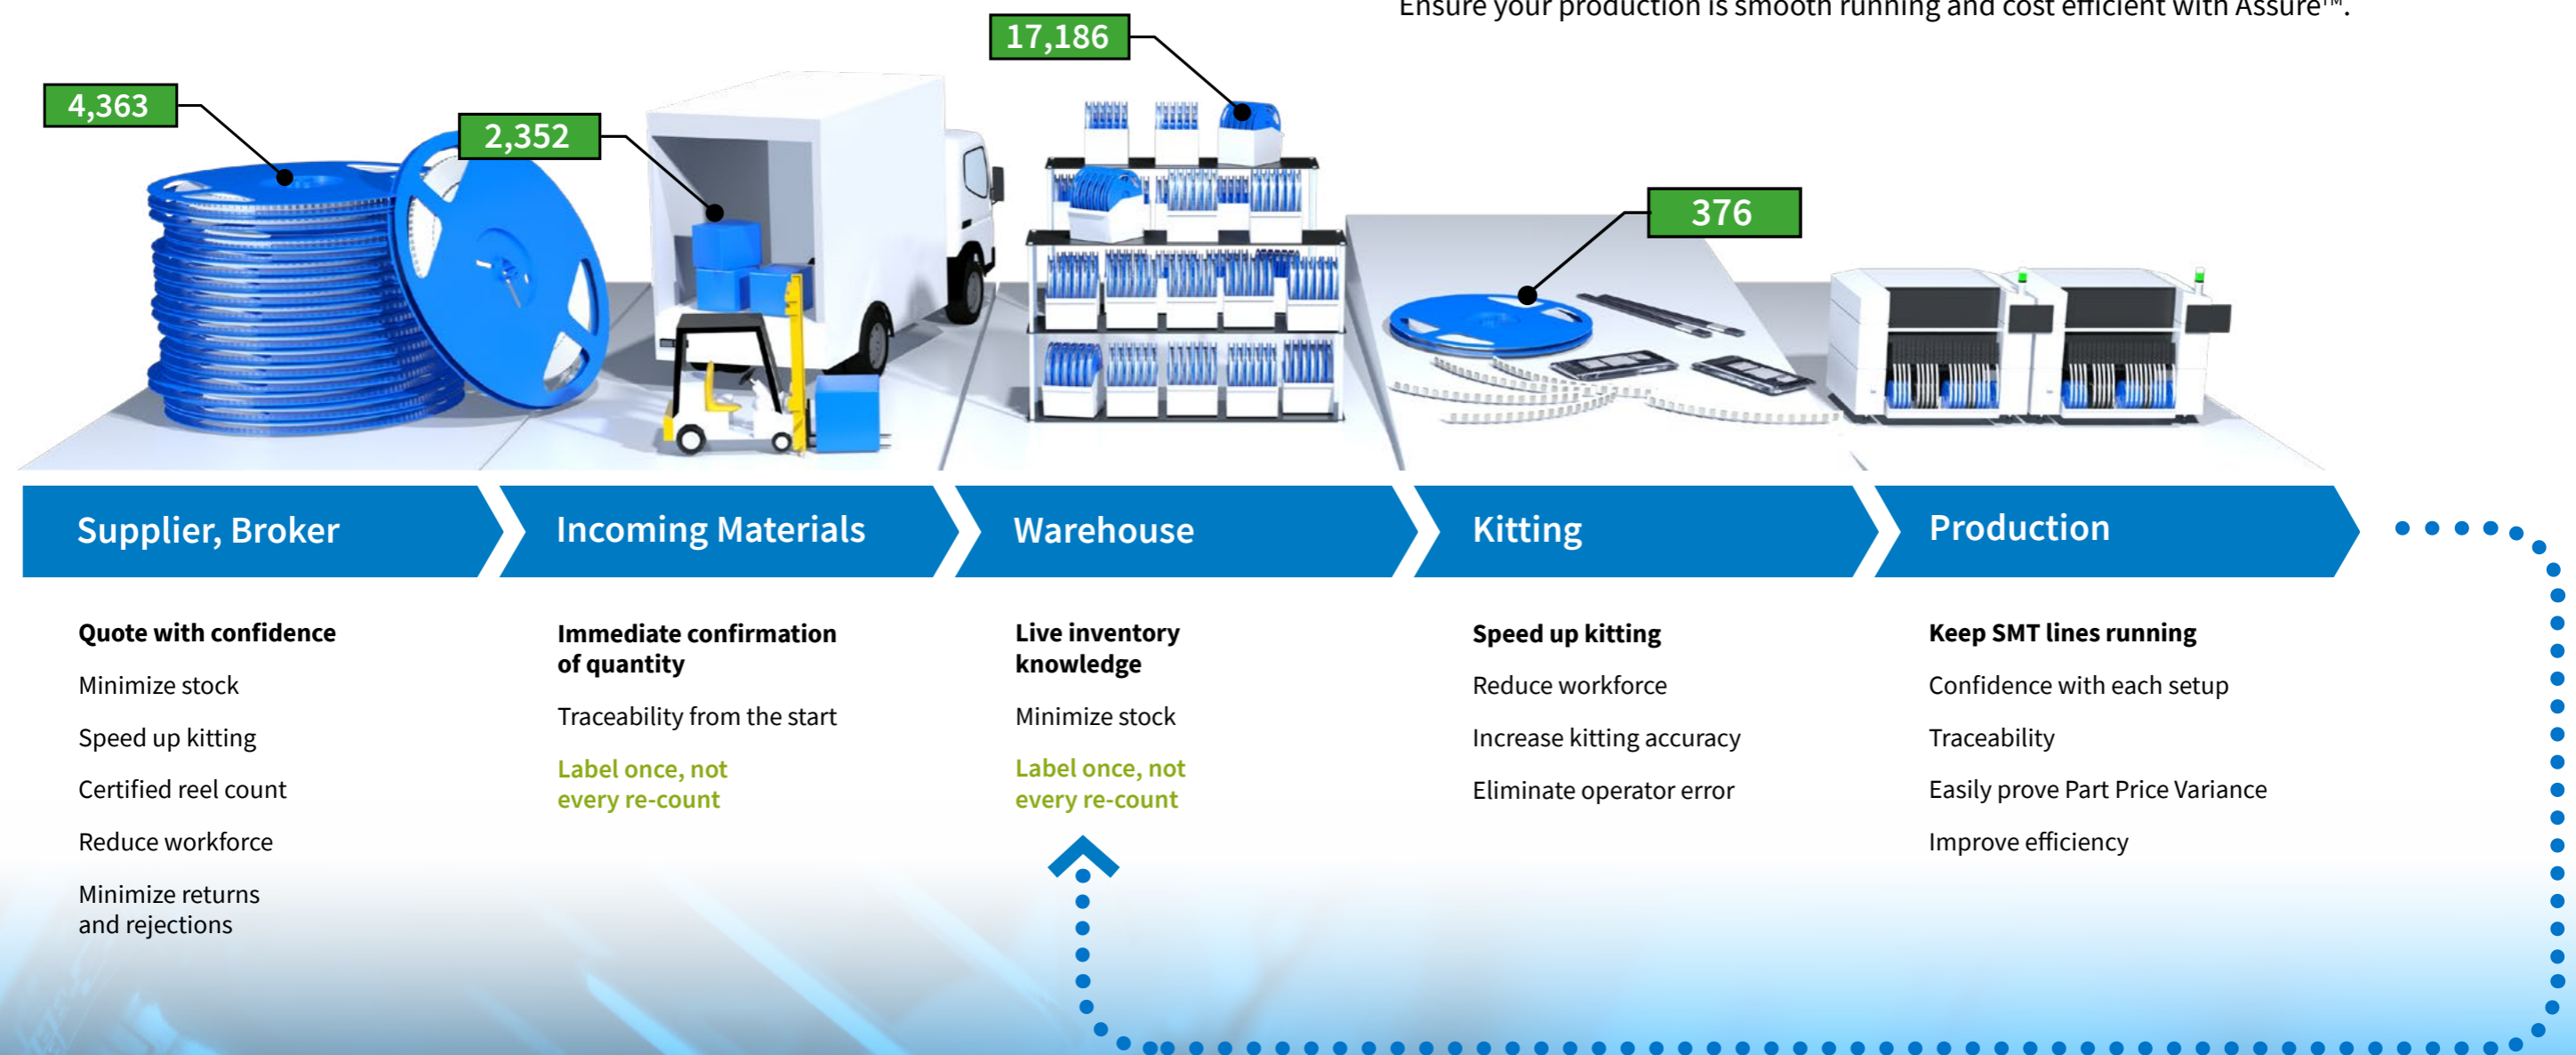 Ensure your production is smooth running and cost efficient with Assure™.
17,186
4,363
2,352
376
Supplier, Broker
Incoming Materials
Warehouse
Kitting
Production
Quote with confidence
Minimize stock
Speed up kitting
Certified reel count
Reduce workforce
Minimize returns
and rejections
Immediate confirmation
of quantity
Traceability from the start
Label once, not
every re-count
Live inventory
knowledge
Minimize stock
Label once, not
every re-count
Speed up kitting
Reduce workforce
Increase kitting accuracy
Eliminate operator error
Keep SMT lines running
Confidence with each setup
Traceability
Easily prove Part Price Variance
Improve efficiency